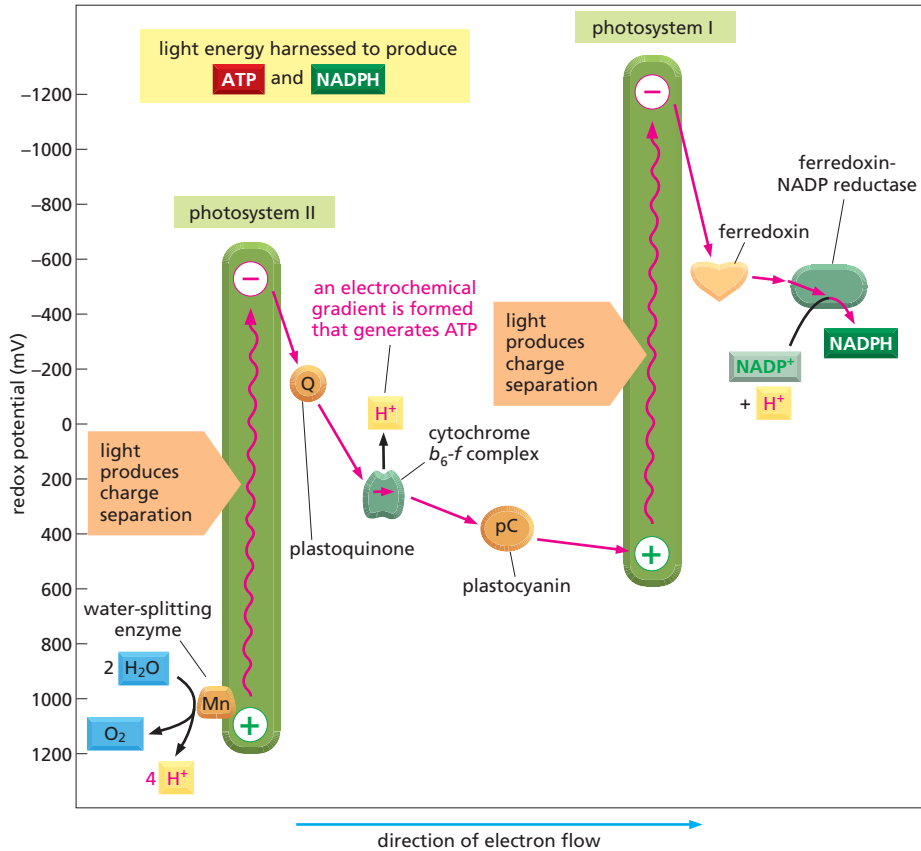 photosystem I
light energy harnessed to produce
ATP and NADPH
redox potential (mV)
–1200
–1000
–800
–600
–400
–200
0
200
400
600
800
1000
1200
photosystem II
–
an electrochemical
gradient is formed
that generates ATP
Q
H⁺
cytochrome
b₆-f complex
light
produces
charge
separation
plastoquinone
pC
plastocyanin
water-splitting
enzyme
2 H₂O
Mn
+
O₂
4 H⁺
–
light
produces
charge
separation
+
ferredoxin-
NADP reductase
ferredoxin
NADPH
NADP⁺
+ H⁺
direction of electron flow